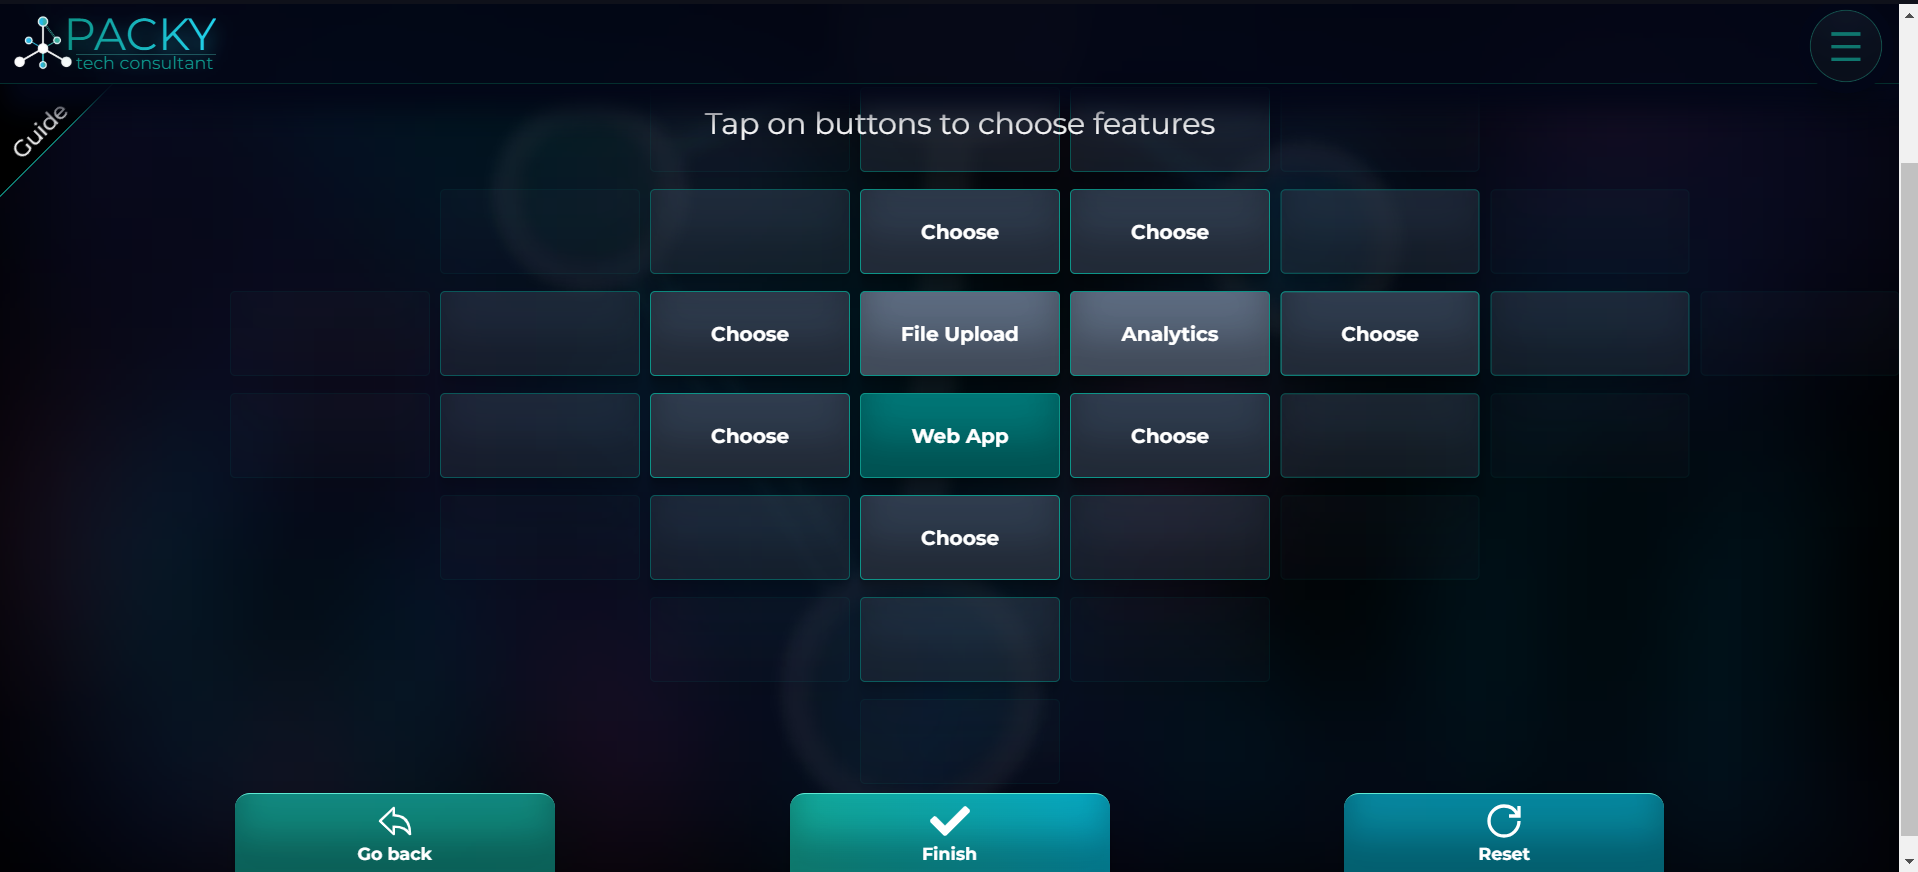 PACKY
tech consultant
Guide
Tap on buttons to choose features
Choose Choose
Choose File Upload Analytics Choose
Choose Web App Choose
Choose
Go back Finish Reset